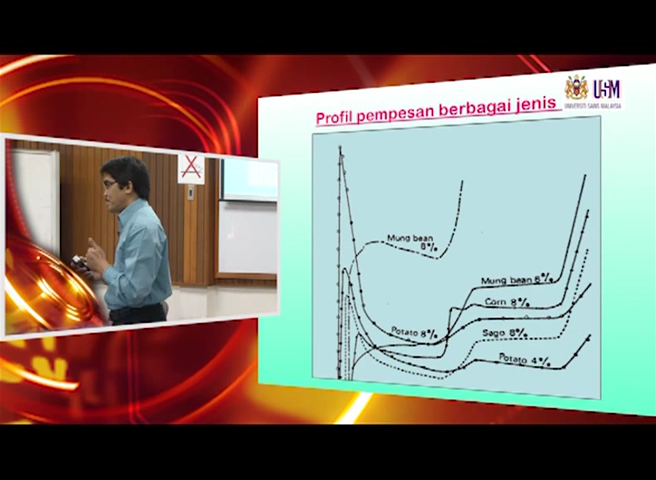 Profil pempesan berbagai jenis
USM
UNIVERSITI SAINS MALAYSIA
Mung bean
8%
Mung bean 6%
Corn 8%
Potato 8%
Sago 8%
Potato 4%